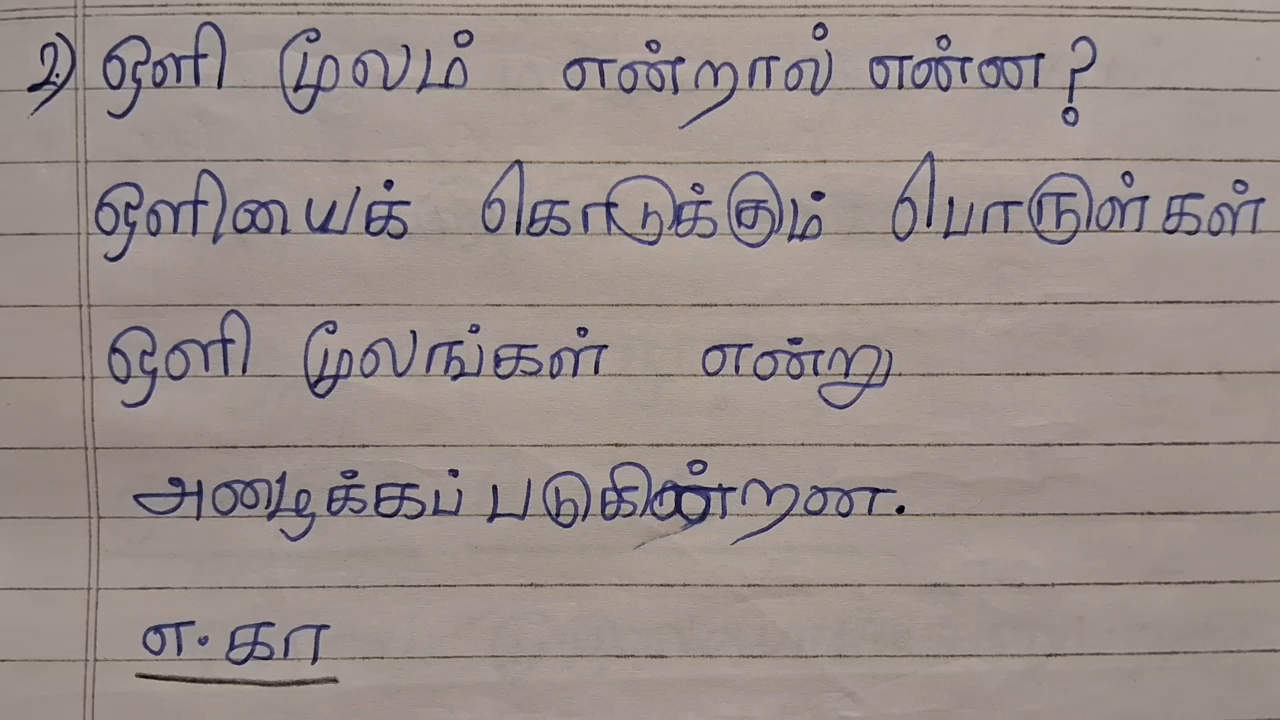 2) ஒளி மூலம் என்றால் என்ன?
ஒளியைக் கொடுக்கும் பொருள்கள்
ஒளி மூலங்கள் என்று
அழைக்கப் படுகின்றன.
எ.கா